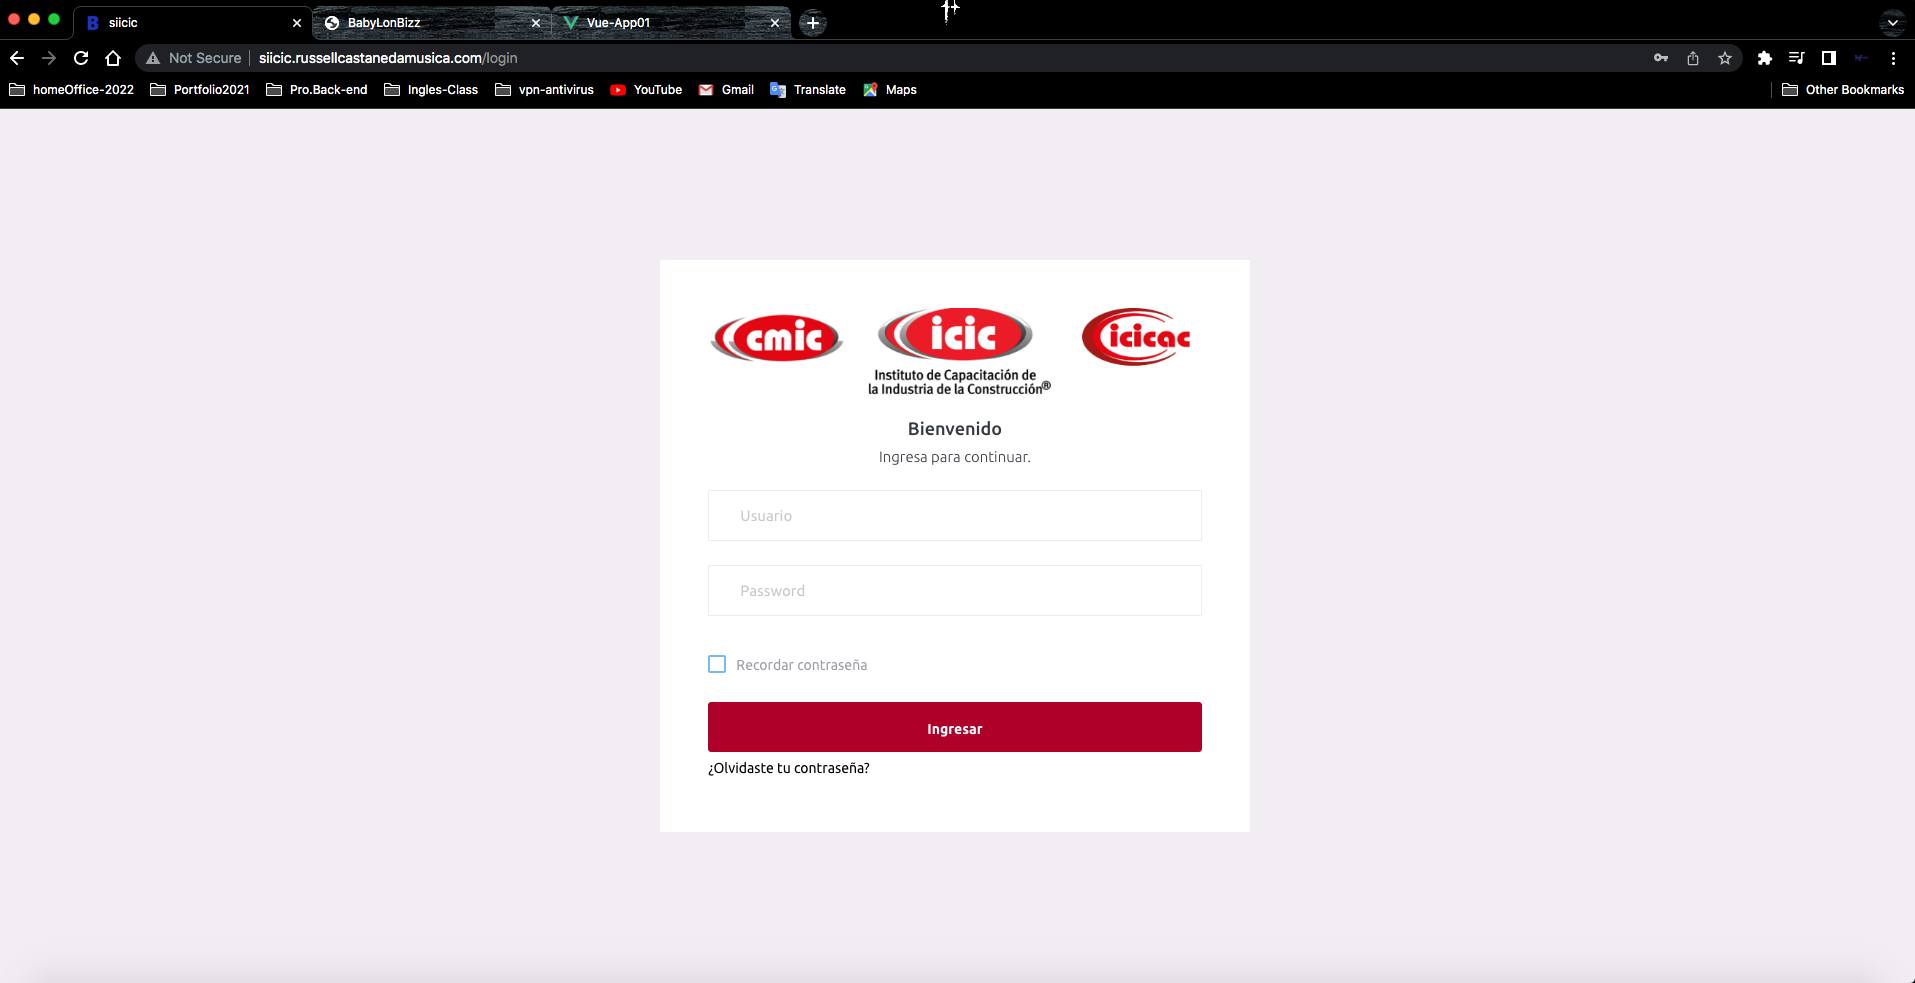 siicic
BabyLonBizz
Vue-App01
Not Secure siicic.russellcastanedamusica.com/login
homeOffice-2022 Portfolio2021 Pro.Back-end Ingles-Class vpn-antivirus YouTube Gmail Translate Maps Other Bookmarks
cmic icic icicac
Instituto de Capacitación de
la Industria de la Construcción®
Bienvenido
Ingresa para continuar.
Usuario
Password
Recordar contraseña
Ingresar
¿Olvidaste tu contraseña?